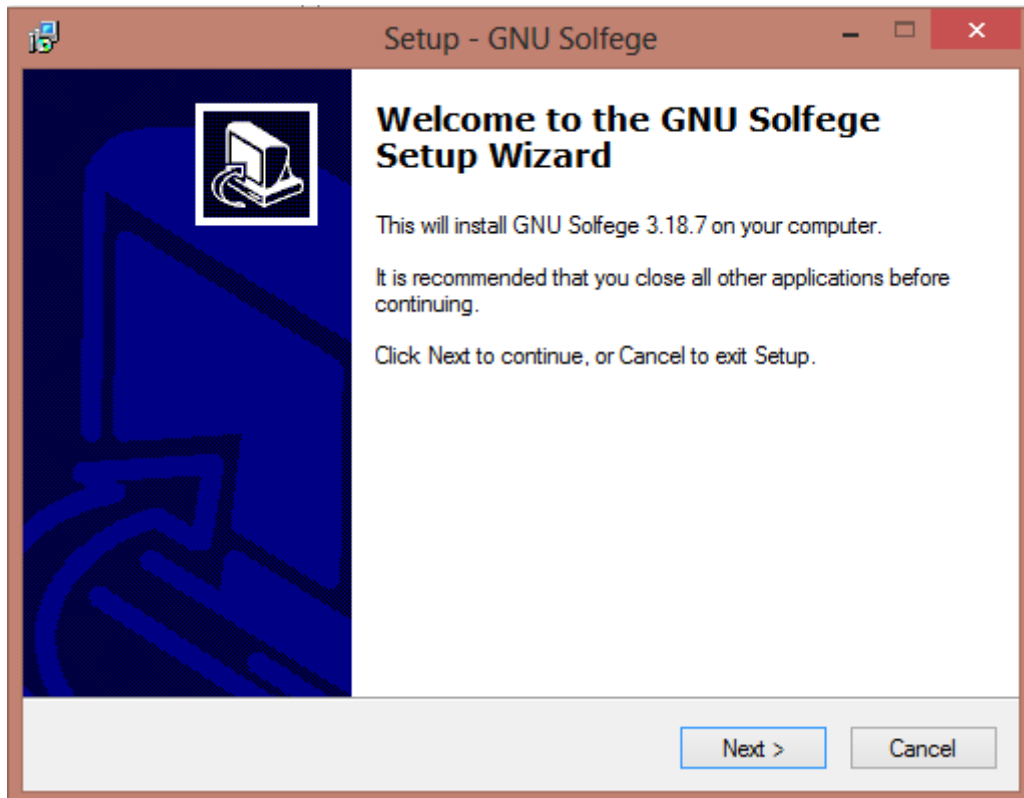 Setup - GNU Solfege
Welcome to the GNU Solfege
Setup Wizard
This will install GNU Solfege 3.18.7 on your computer.
It is recommended that you close all other applications before
continuing.
Click Next to continue, or Cancel to exit Setup.
Next >
Cancel